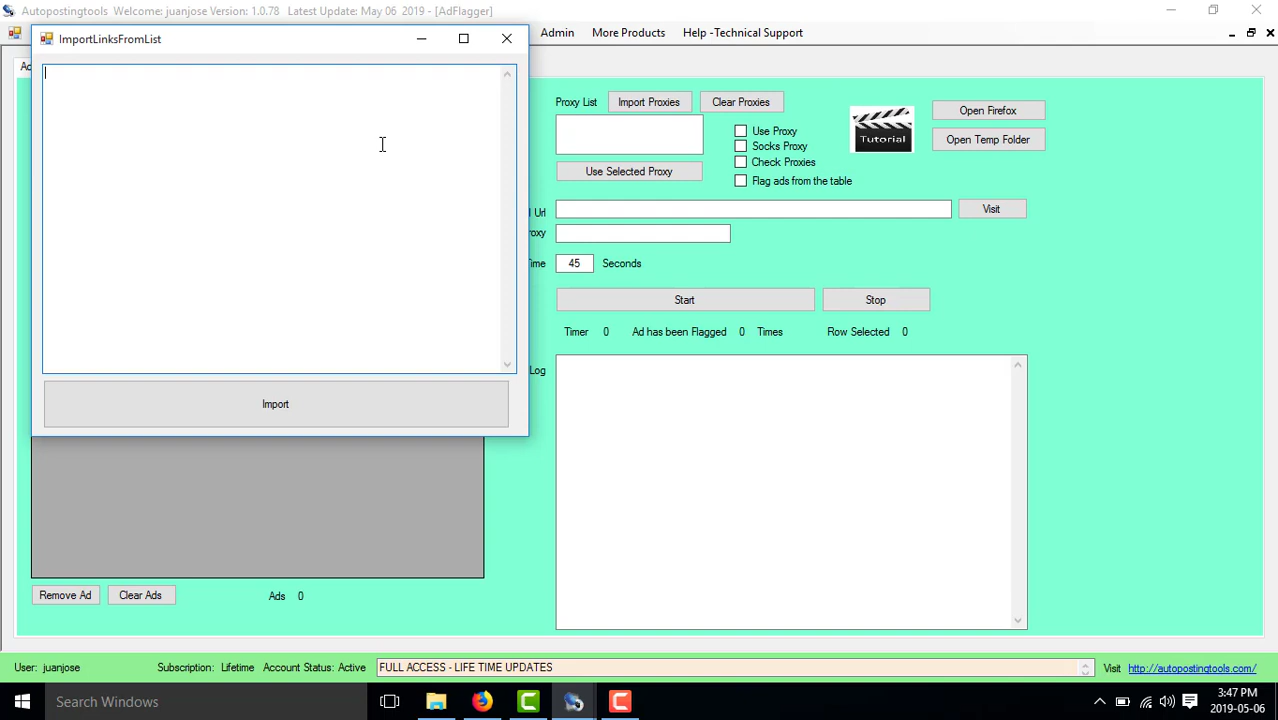 Autopostingtools Welcome: juanjose Version: 1.0.78 Latest Update: May 06 2019 - [AdFlagger]
Admin More Products Help -Technical Support
ImportLinksFromList
Import
Proxy List Import Proxies Clear Proxies
Use Proxy
Socks Proxy
Check Proxies
Flag ads from the table
Use Selected Proxy
Tutorial
Open Firefox
Open Temp Folder
Url Visit
45 Seconds
Start Stop
Timer 0 Ad has been Flagged 0 Times Row Selected 0
Log
Remove Ad Clear Ads Ads 0
User: juanjose Subscription: Lifetime Account Status: Active FULL ACCESS - LIFE TIME UPDATES Visit http://autopostingtools.com/
Search Windows
3:47 PM
2019-05-06